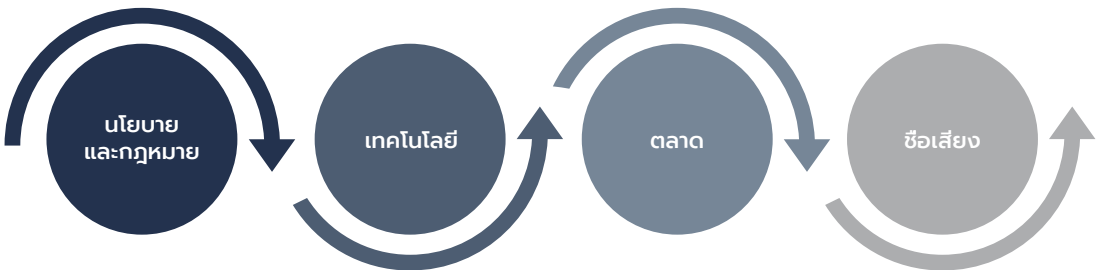 นโยบาย
และกฎหมาย
เทคโนโลยี
ตลาด
ชื่อเสียง